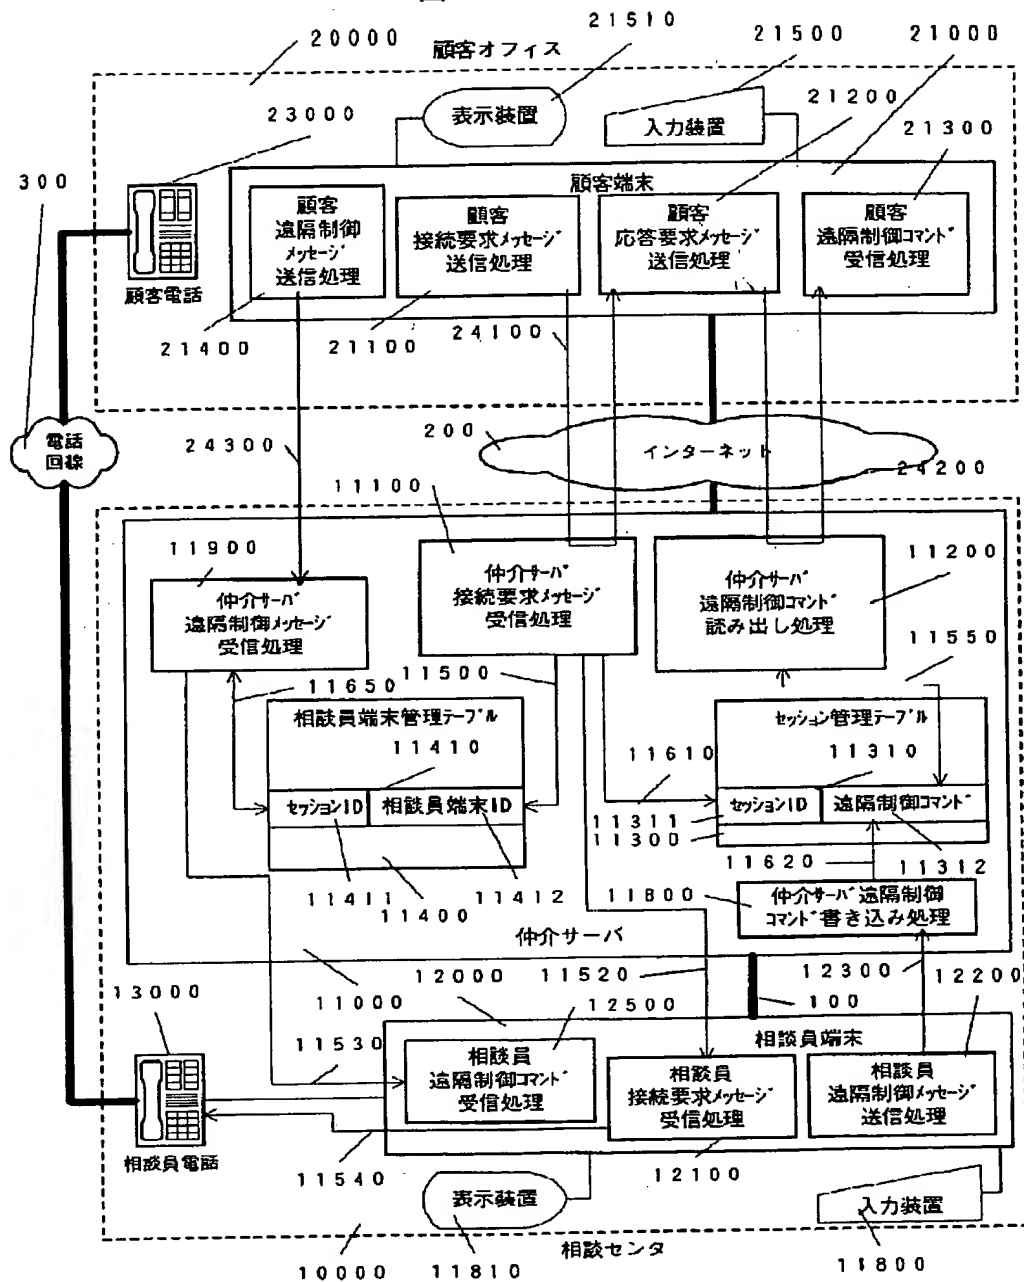 20000
顧客オフィス
21510
21500
21000
23000
表示装置
入力装置
21200
21300
300
顧客端末
顧客
遠隔制御
メッセージ
送信処理
顧客
接続要求メッセージ
送信処理
顧客
応答要求メッセージ
送信処理
顧客
遠隔制御コマンド
受信処理
顧客電話
21400
21100
24100
電話
回線
24300
200
インターネット
24200
11100
11900
11200
仲介サーバ
遠隔制御メッセージ
受信処理
仲介サーバ
接続要求メッセージ
受信処理
仲介サーバ
遠隔制御コマンド
読み出し処理
11550
11650
11500
相談員端末管理テーブル
11410
セッションID
相談員端末ID
11411
11400
11412
セッション管理テーブル
11610
11310
セッションID
遠隔制御コマンド
11311
11300
11620
11312
11800
仲介サーバ遠隔制御
コマンド書き込み処理
仲介サーバ
13000
11000
12000
11520
12300
12200
100
12500
11530
相談員端末
相談員
遠隔制御コマンド
受信処理
相談員
接続要求メッセージ
受信処理
相談員
遠隔制御メッセージ
送信処理
相談員電話
11540
12100
表示装置
入力装置
相談センタ
10000
11810
11800